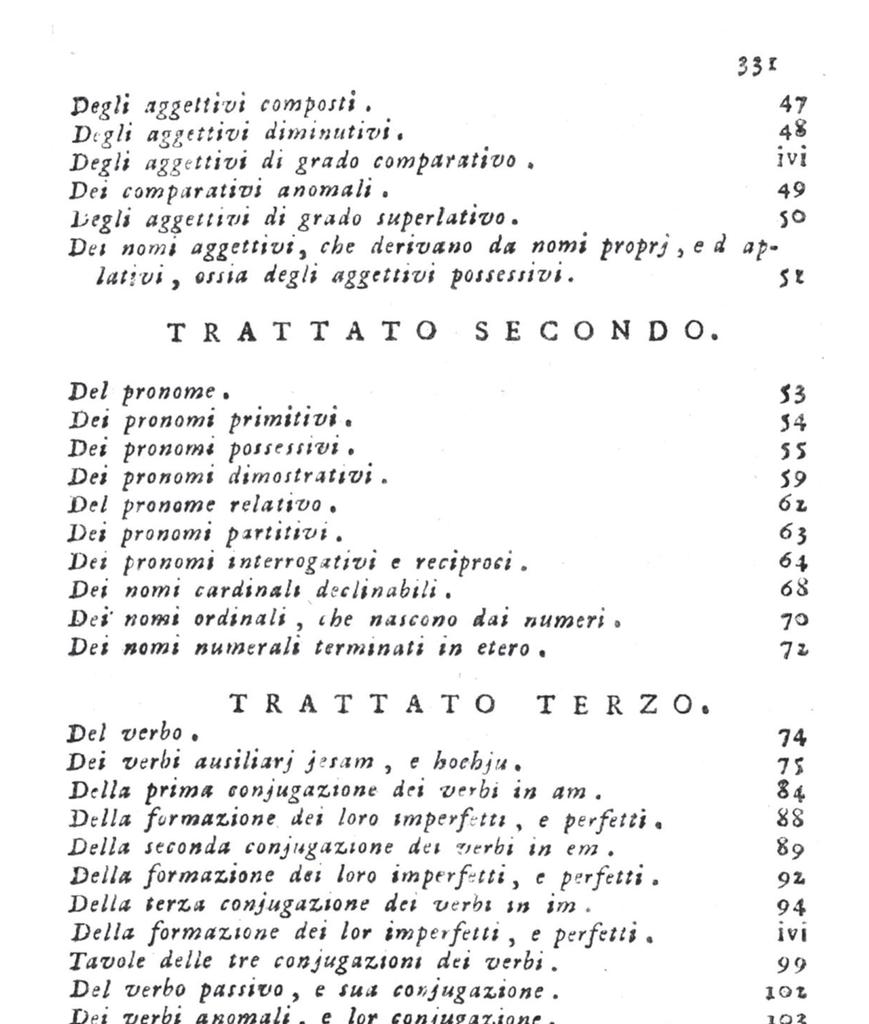 331
Degli aggettivi composti . 47
Degli aggettivi diminutivi. 48
Degli aggettivi di grado comparativo . ivi
Dei comparativi anomali . 49
Degli aggettivi di grado superlativo. 50
Dei nomi aggettivi, che derivano da nomi proprj, e d ap-
lativi, ossia degli aggettivi possessivi. 51
TRATTATO SECONDO.
Del pronome. 53
Dei pronomi primitivi. 54
Dei pronomi possessivi . 55
Dei pronomi dimostrativi . 59
Del pronome relativo. 62
Dei pronomi partitivi . 63
Dei pronomi interrogativi e reciproci . 64
Dei nomi cardinali declinabili . 68
Dei nomi ordinali , che nascono dai numeri . 70
Dei nomi numerali terminati in etero . 72
TRATTATO TERZO.
Del verbo . 74
Dei verbi ausiliarj jesam , e hochju . 75
Della prima conjugazione dei verbi in am . 84
Della formazione dei loro imperfetti , e perfetti . 88
Della seconda conjugazione dei verbi in em . 89
Della formazione dei loro imperfetti, e perfetti . 92
Della terza conjugazione dei verbi in im . 94
Della formazione dei lor imperfetti , e perfetti . ivi
Tavole delle tre conjugazioni dei verbi . 99
Del verbo passivo, e sua conjugazione . 102
Dei verbi anomali, e lor conjugazione. 103